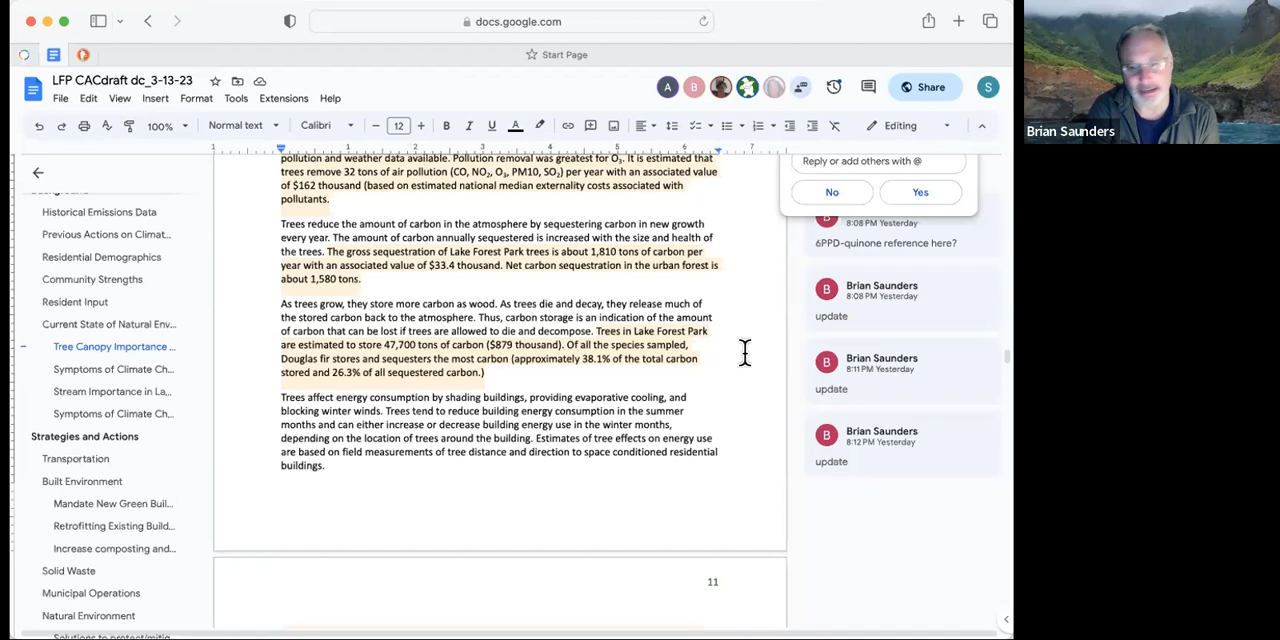 docs.google.com
Start Page
LFP CACdraft dc_3-13-23
File Edit View Insert Format Extensions Tools Help
A B
Share
S
100% Normal text Calibri 12 Editing
1 1 2 3 4 5 6 7
Historical Emissions Data
Previous Actions on Climat...
Residential Demographics
Community Strengths
Resident Input
Current State of Natural Env...
Tree Canopy Importance ...
Symptoms of Climate Ch...
Stream Importance in La...
Symptoms of Climate Ch...
Strategies and Actions
Transportation
Built Environment
Mandate New Green Buil...
Retrofitting Existing Build...
Increase composting and...
Solid Waste
Municipal Operations
Natural Environment
Solutions to protect/mitig...
pollution and weather data available. Pollution removal was greatest for O₃. It is estimated that
trees remove 32 tons of air pollution (CO, NO₂, O₃, PM10, SO₂) per year with an associated value
of $162 thousand (based on estimated national median externality costs associated with
pollutants.
Trees reduce the amount of carbon in the atmosphere by sequestering carbon in new growth
every year. The amount of carbon annually sequestered is increased with the size and health of
the trees. The gross sequestration of Lake Forest Park trees is about 1,810 tons of carbon per
year with an associated value of $33.4 thousand. Net carbon sequestration in the urban forest is
about 1,580 tons.
As trees grow, they store more carbon as wood. As trees die and decay, they release much of
the stored carbon back to the atmosphere. Thus, carbon storage is an indication of the amount
of carbon that can be lost if trees are allowed to die and decompose. Trees in Lake Forest Park
are estimated to store 47,700 tons of carbon ($879 thousand). Of all the species sampled,
Douglas fir stores and sequesters the most carbon (approximately 38.1% of the total carbon
stored and 26.3% of all sequestered carbon.)
Trees affect energy consumption by shading buildings, providing evaporative cooling, and
blocking winter winds. Trees tend to reduce building energy consumption in the summer
months and can either increase or decrease building energy use in the winter months,
depending on the location of trees around the building. Estimates of tree effects on energy use
are based on field measurements of tree distance and direction to space conditioned residential
buildings.
11
Reply or add others with @
No Yes
B
8:08 PM Yesterday
6PPD-quinone reference here?
B Brian Saunders
8:08 PM Yesterday
update
B Brian Saunders
8:11 PM Yesterday
update
B Brian Saunders
8:12 PM Yesterday
update
Brian Saunders